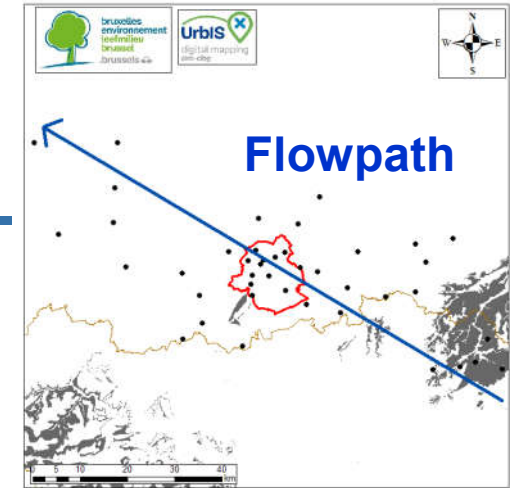 bruxelles
environnement
leefmilieu
brussel
.brussels
UrbIS
digital mapping
N
W E
S
Flowpath
0 5 10 20 30 40
km